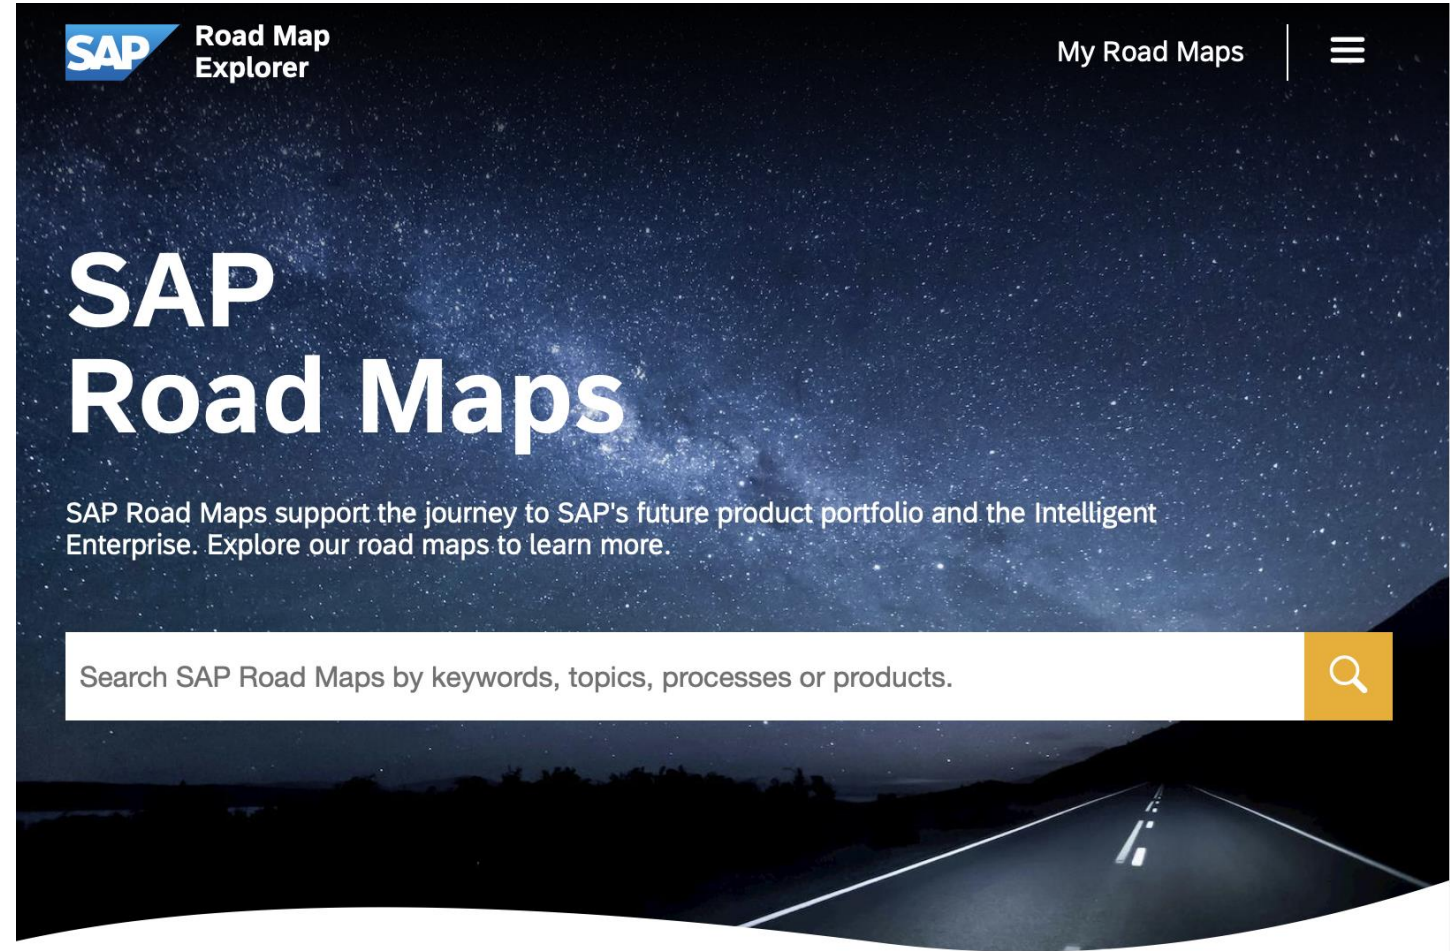 SAP
Road Map
Explorer
My Road Maps
SAP
Road Maps
SAP Road Maps support the journey to SAP's future product portfolio and the Intelligent
Enterprise. Explore our road maps to learn more.
Search SAP Road Maps by keywords, topics, processes or products.